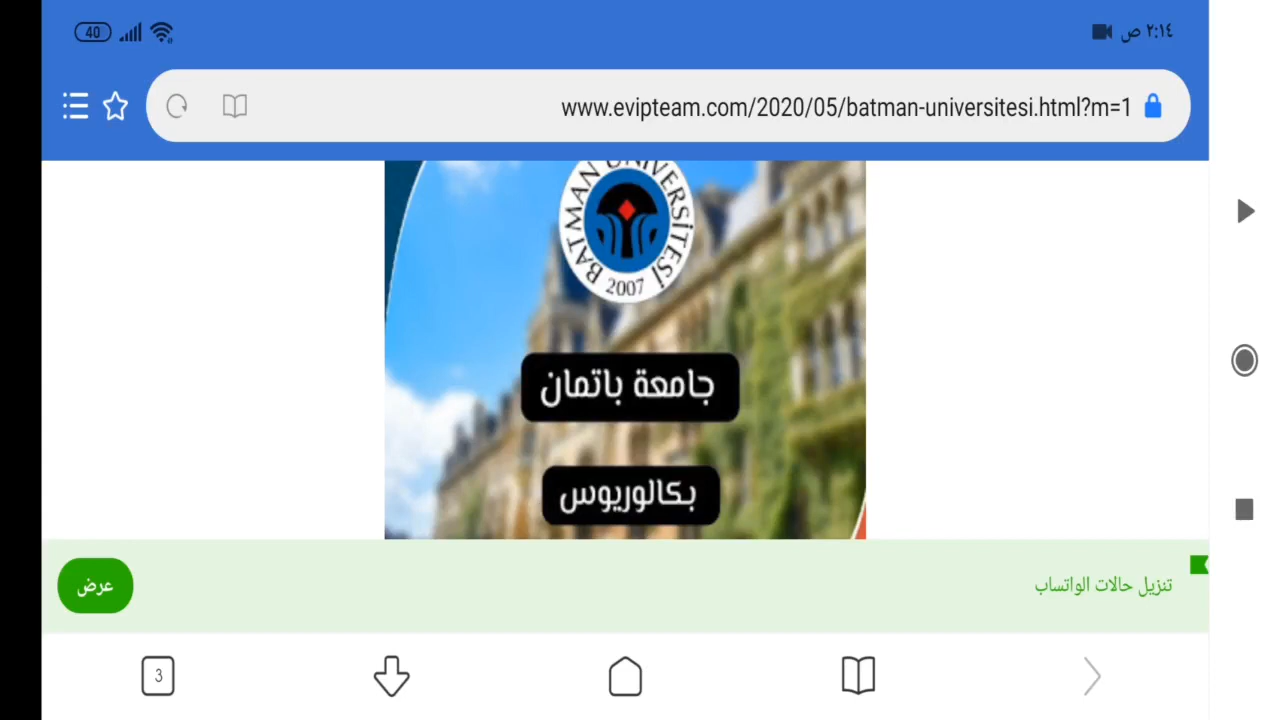 40
٢:١٤ ص
www.evipteam.com/2020/05/batman-universitesi.html?m=1
BATMAN UNIVERSİTESİ
2007
جامعة باتمان
بكالوريوس
تنزيل حالات الواتساب
عرض
3